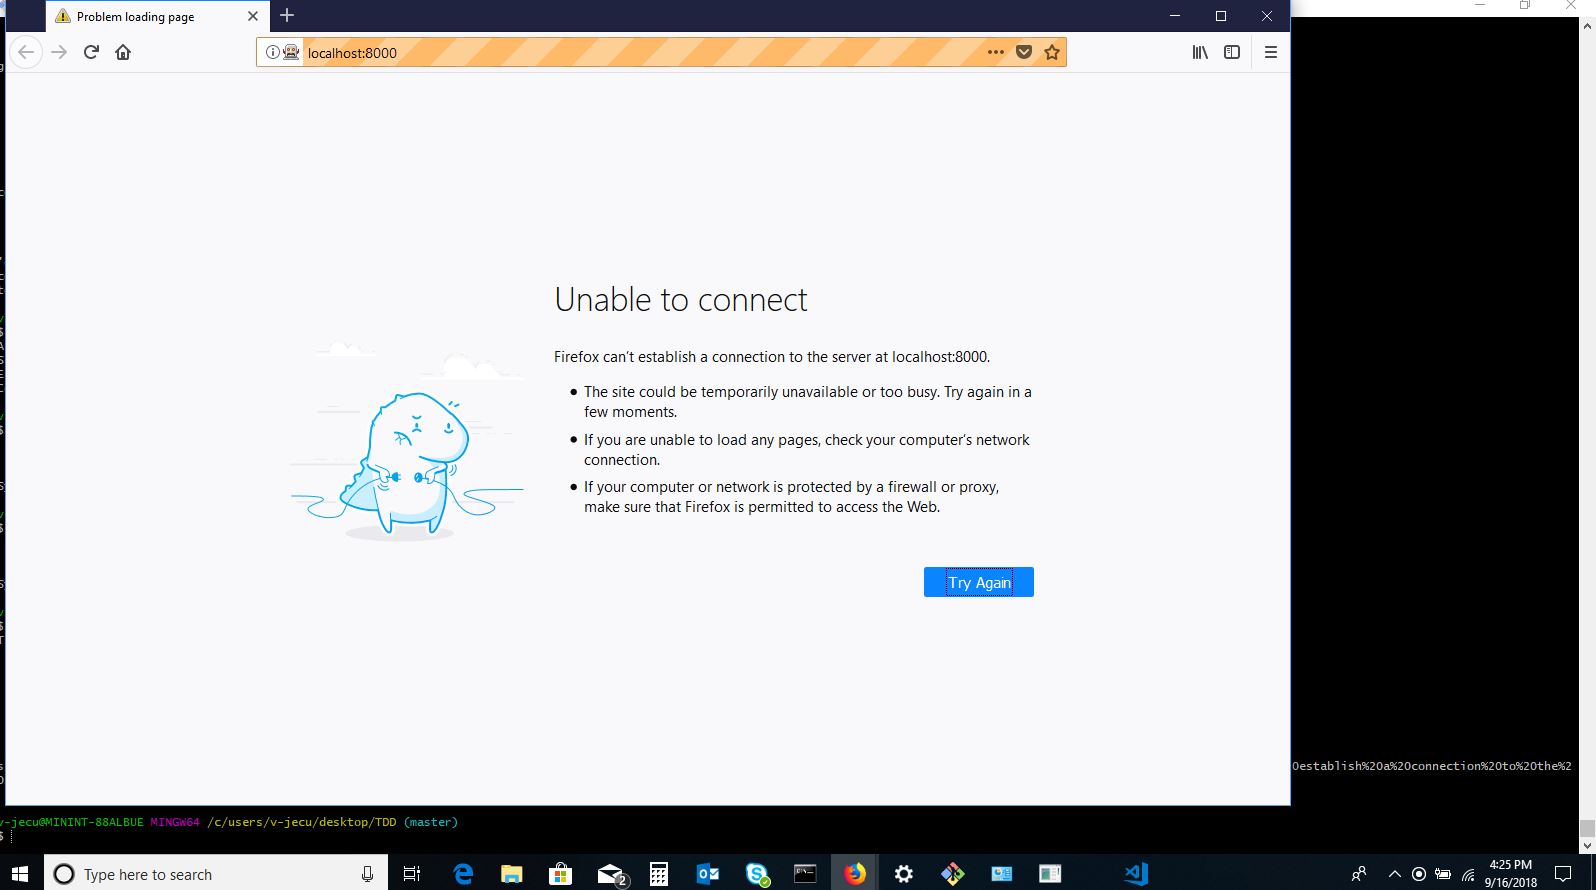 Problem loading page
localhost:8000
Unable to connect
Firefox can't establish a connection to the server at localhost:8000.
The site could be temporarily unavailable or too busy. Try again in a
few moments.
If you are unable to load any pages, check your computer's network
connection.
If your computer or network is protected by a firewall or proxy,
make sure that Firefox is permitted to access the Web.
Try Again
0establish%20a%20connection%20to%20the%2
v-jecu@MININT-88ALBUE MINGW64 /c/users/v-jecu/desktop/TDD (master)
$
Type here to search
2
4:25 PM
9/16/2018